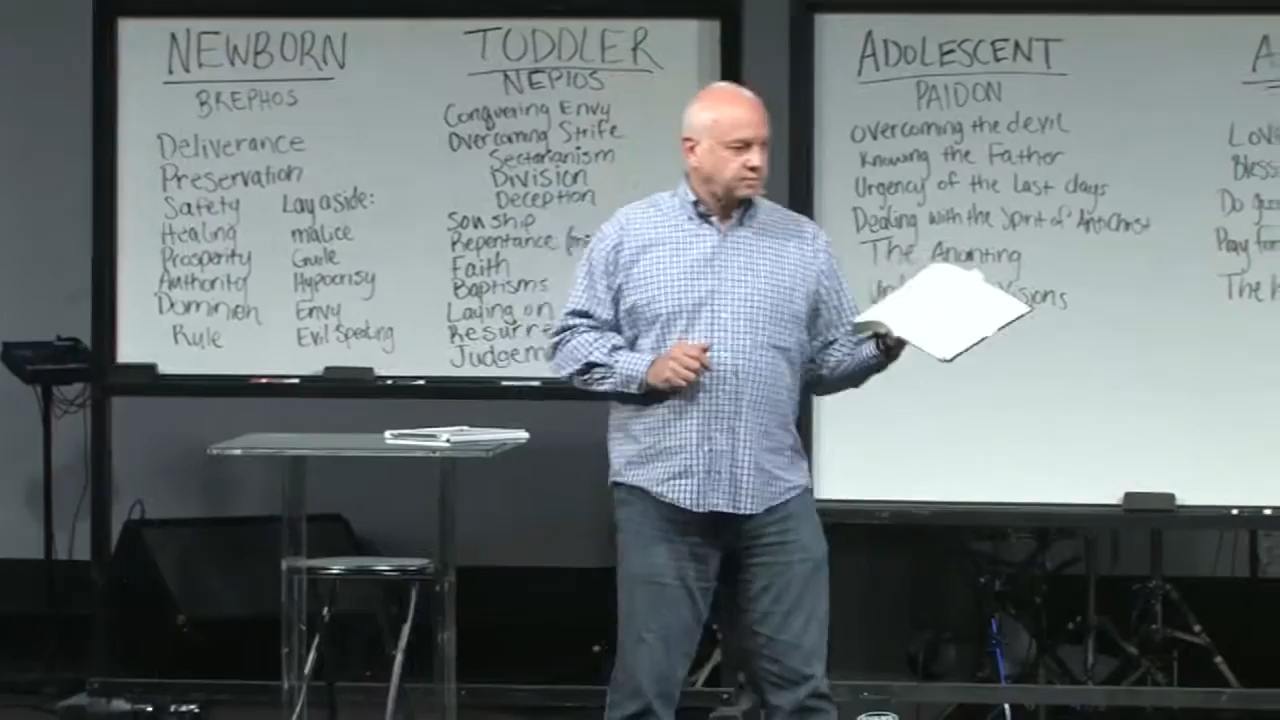 NEWBORN
BREPHOS
Deliverance
Preservation
Safety
Healing
Prosperity
Authority
Dominion
Rule
Lay aside:
malice
Guile
Hypocrisy
Envy
Evil Speaking
TODDLER
NEPIOS
Conquering Envy
Overcoming Strife
Sectarianism
Division
Deception
Sonship
Repentance
Faith
Baptisms
Laying on
Resurre
Judgem
ADOLESCENT
PAIDON
Overcoming the devil
Knowing the Father
Urgency of the last days
Dealing with the Spirit of AntiChrist
The Anointing
A
Bless
Do
Pray for
The